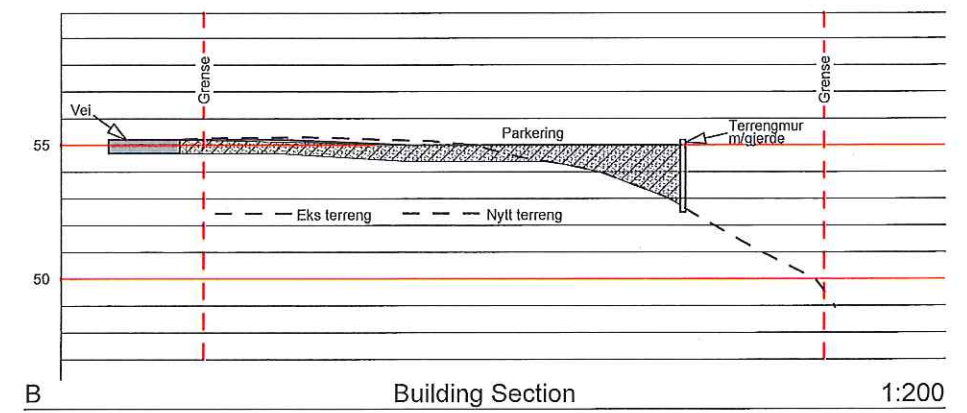 Grense
Grense
Vei
Parkering
Terrengmur
m/gjerde
55
Eks terreng
Nytt terreng
50
B
Building Section
1:200